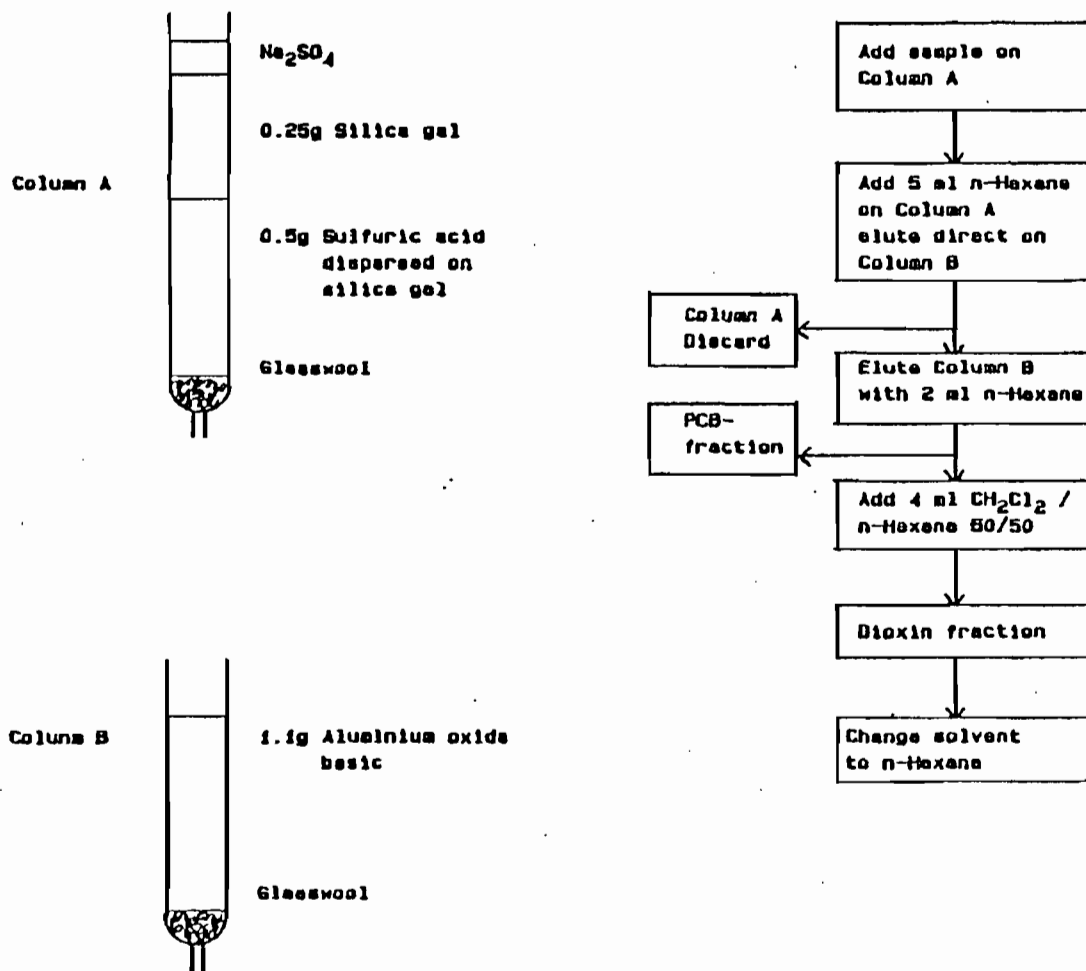 Na2SO4
0.25g Silica gel
Column A
0.5g Sulfuric acid
dispersed on
silica gel
Glasswool
Colunm B
1.1g Aluminium oxide
basic
Glasswool
Add sample on
Column A
Add 5 ml n-Hexane
on Column A
elute direct on
Column B
Column A
Discard
Elute Column B
with 2 ml n-Hexane
PCB-
fraction
Add 4 ml CH2Cl2 /
n-Hexane 50/50
Dioxin fraction
Change solvent
to n-Hexane